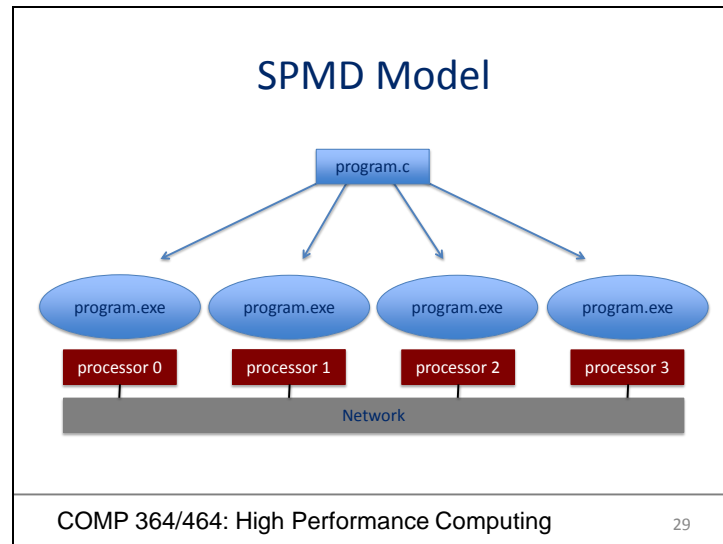 SPMD Model
program.c
program.exe program.exe program.exe program.exe
processor 0 processor 1 processor 2 processor 3
Network
COMP 364/464: High Performance Computing 29